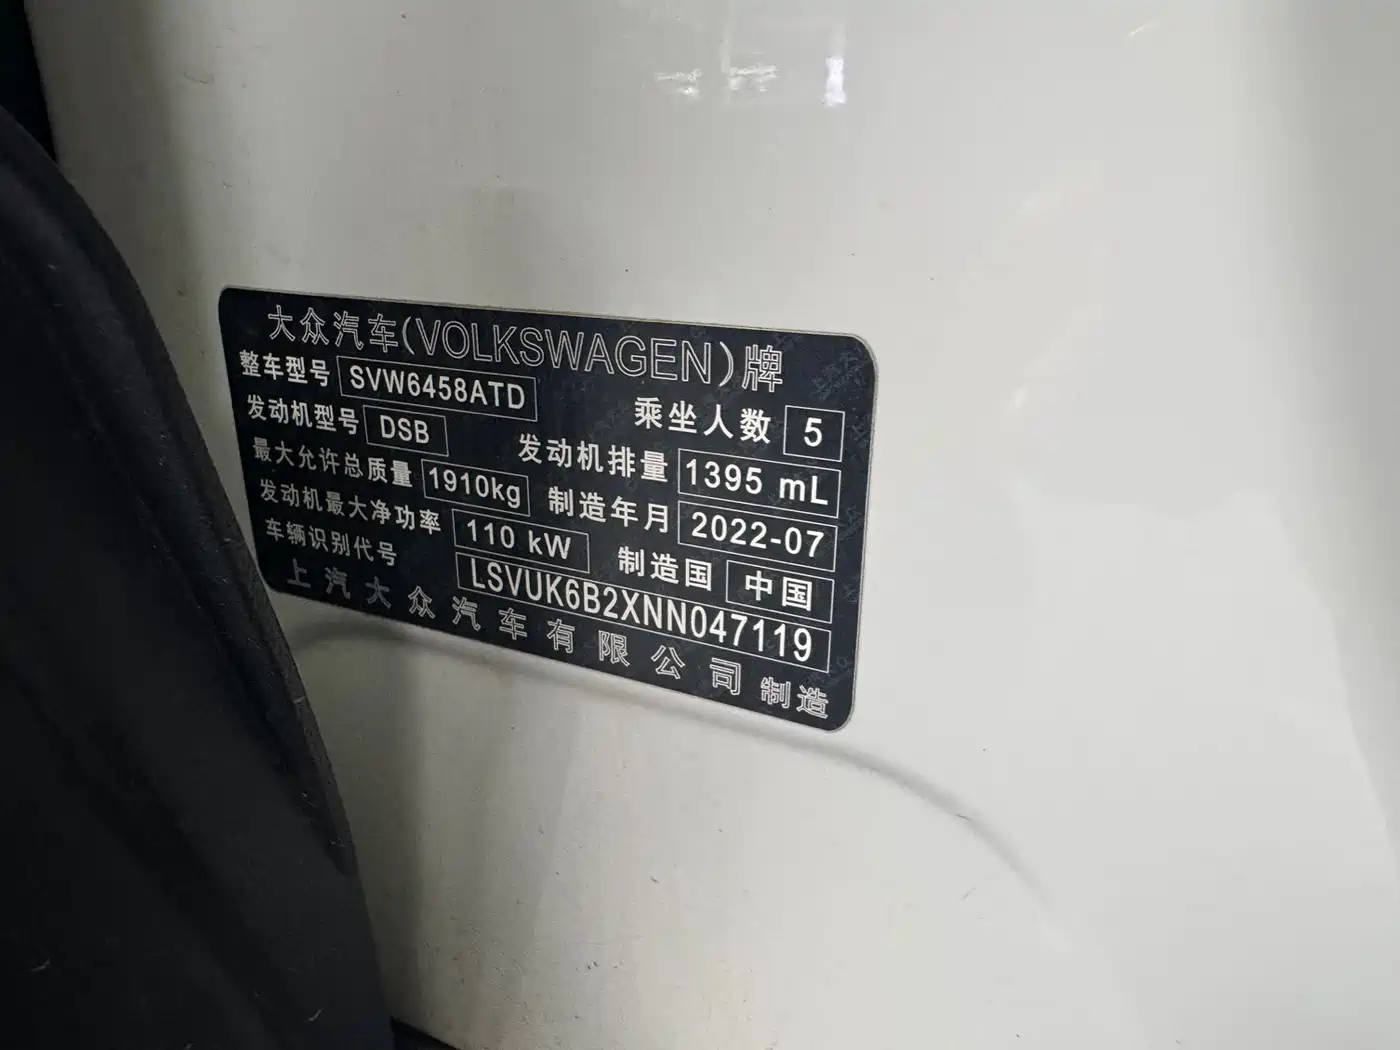 大众汽车(VOLKSWAGEN)牌
整车型号 SVW6458ATD 乘坐人数 5
发动机型号 DSB 发动机排量 1395 mL
最大允许总质量 1910kg 制造年月 2022-07
发动机最大净功率 110 kW 制造国 中国
车辆识别代号 LSVUK6B2XNN047119
上汽大众汽车有限公司 制造